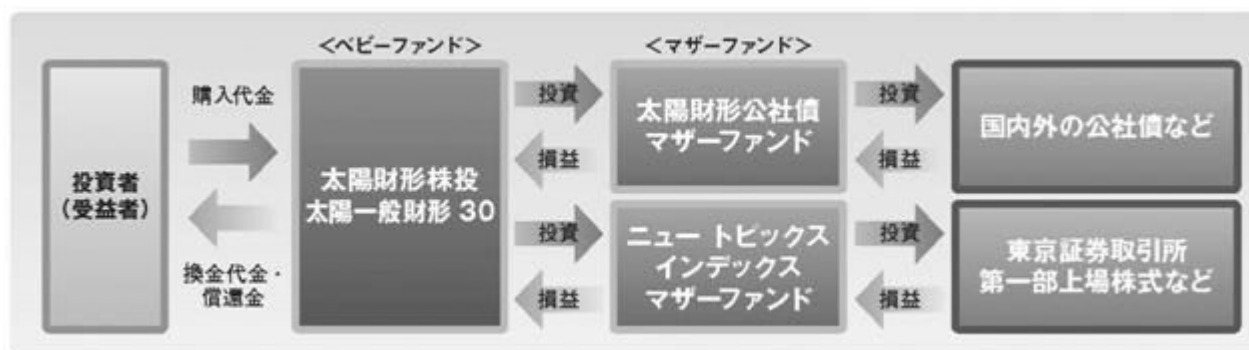 <ベビーファンド>
<マザーファンド>
投資者
(受益者)
購入代金
換金代金・
償還金
太陽財形株投
太陽一般財形 30
投資
損益
太陽財形公社債
マザーファンド
投資
損益
国内外の公社債など
投資
損益
ニュー トピックス
インデックス
マザーファンド
投資
損益
東京証券取引所
第一部上場株式など